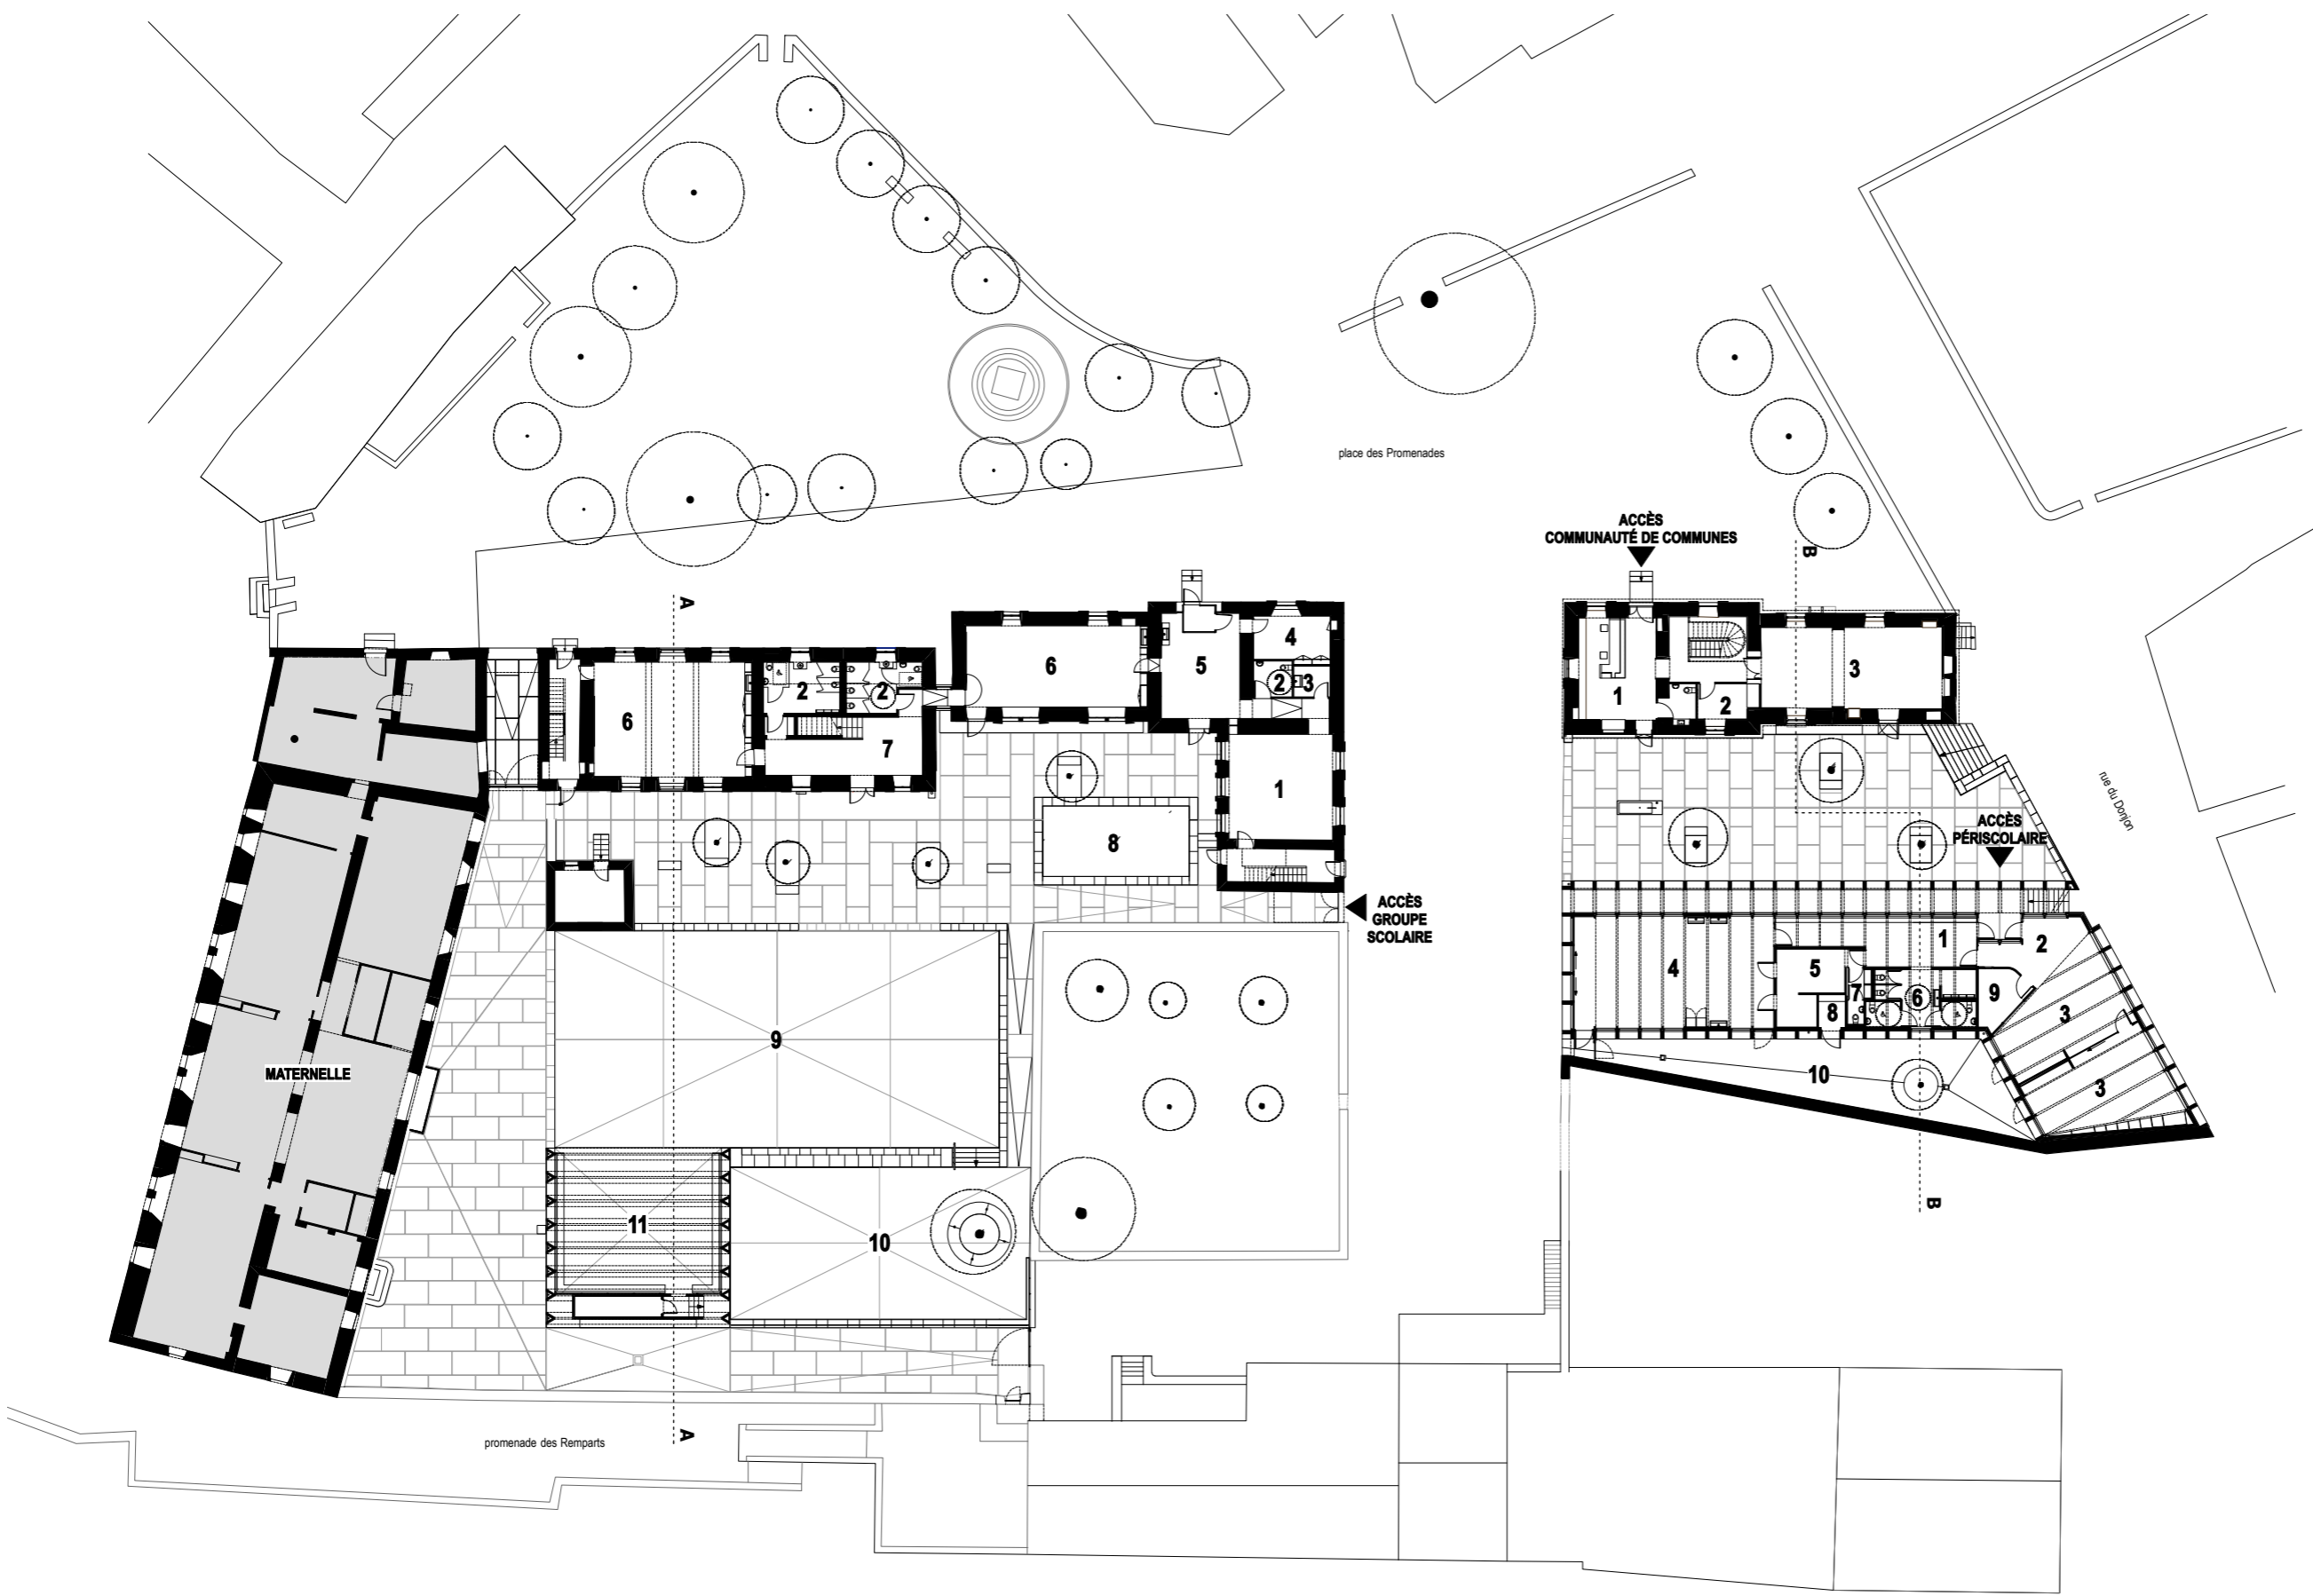 place des Promenades
ACCÈS
COMMUNAUTÉ DE COMMUNES
B
A
6
2
2
7
6
5
4
2
3
1
8
1
2
3
ACCÈS
GROUPE
SCOLAIRE
rue du Donjon
ACCÈS
PÉRISCOLAIRE
4
1
2
5
7
6
9
8
3
3
10
B
MATERNELLE
9
11
10
A
promenade des Remparts